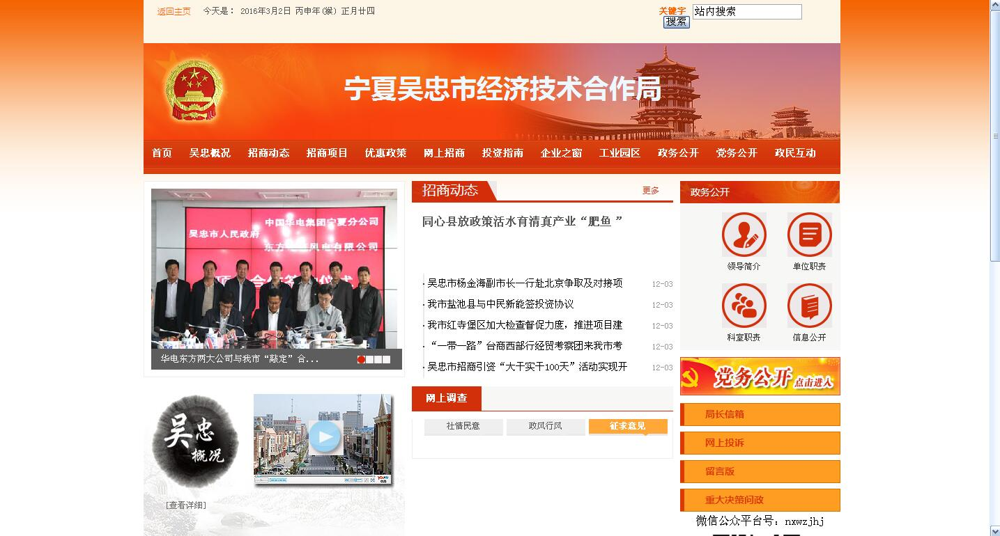 返回主页 今天是： 2016年3月2日 丙申年(猴) 正月廿四
关键字 站内搜索
搜索
宁夏吴忠市经济技术合作局
首页 吴忠概况 招商动态 招商项目 优惠政策 网上招商 投资指南 企业之窗 工业园区 政务公开 党务公开 政民互动
中国华电集团宁夏分公司
吴忠市人民政府
风电有限公司
华电东方两大公司与我市“敲定”合...
吴忠
概况
[查看详细]
招商动态 更多
同心县放政策活水育清真产业“肥鱼 ”
吴忠市杨金海副市长一行赴北京争取及对接项 12-03
我市盐池县与中民新能签投资协议 12-03
我市红寺堡区加大检查督促力度，推进项目建 12-03
“一带一路”台商西部行经贸考察团来我市考 12-03
吴忠市招商引资“大干实干100天”活动实现开 12-03
网上调查
社情民意 政风行风 征求意见
政务公开
领导简介 单位职责
科室职责 信息公开
党务公开 点击进入
局长信箱
网上投诉
留言版
重大决策问政
微信公众平台号：nxwzjhj